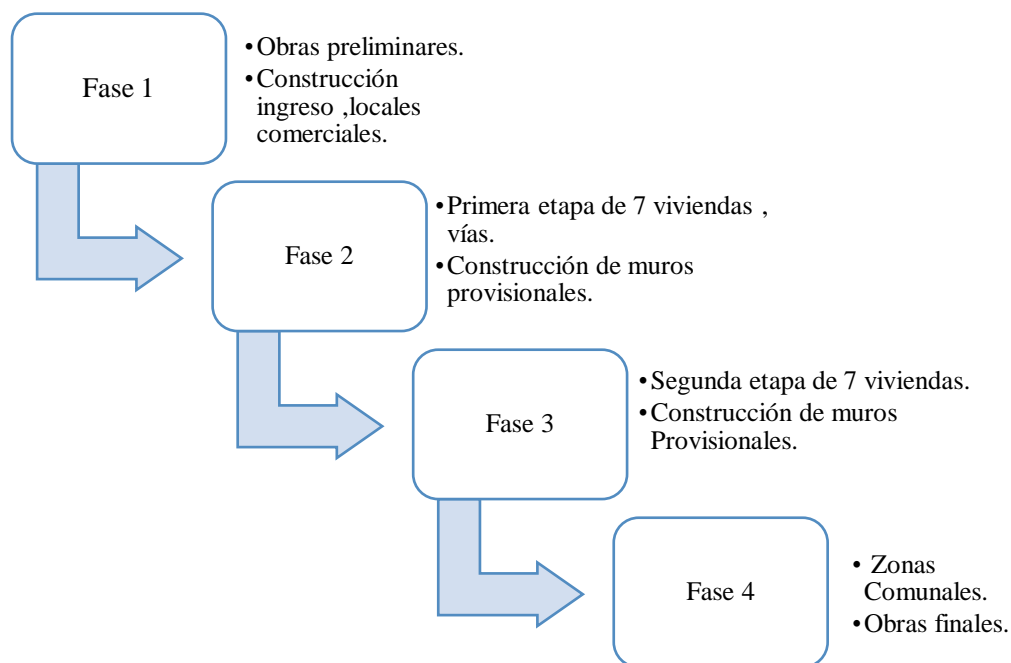 Fase 1
•Obras preliminares.
•Construcción
ingreso ,locales
comerciales.
Fase 2
•Primera etapa de 7 viviendas ,
vías.
•Construcción de muros
provisionales.
Fase 3
•Segunda etapa de 7 viviendas.
•Construcción de muros
Provisionales.
Fase 4
• Zonas
Comunales.
•Obras finales.